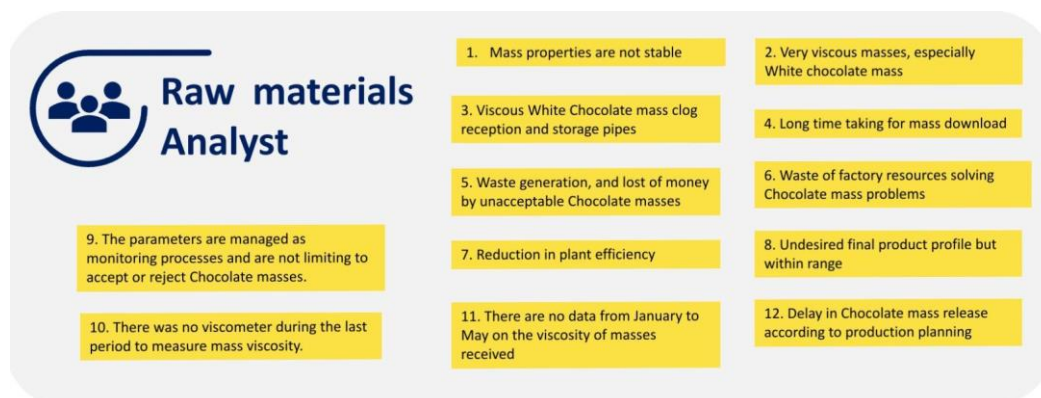 Raw materials
Analyst
1. Mass properties are not stable
2. Very viscous masses, especially
White chocolate mass
3. Viscous White Chocolate mass clog
reception and storage pipes
4. Long time taking for mass download
5. Waste generation, and lost of money
by unacceptable Chocolate masses
6. Waste of factory resources solving
Chocolate mass problems
7. Reduction in plant efficiency
8. Undesired final product profile but
within range
9. The parameters are managed as
monitoring processes and are not limiting to
accept or reject Chocolate masses.
10. There was no viscometer during the last
period to measure mass viscosity.
11. There are no data from January to
May on the viscosity of masses
received
12. Delay in Chocolate mass release
according to production planning